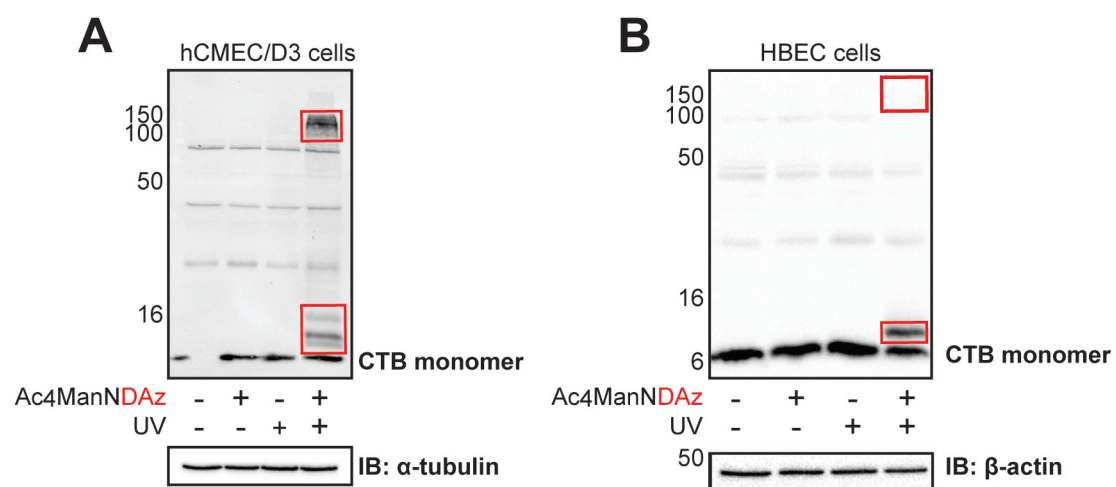 A
hCMEC/D3 cells
150
100
50
16
CTB monomer
Ac4ManNDAz - + - +
UV - - + +
IB: α-tubulin
B
HBEC cells
150
100
50
16
6
CTB monomer
Ac4ManNDAz - + - +
UV - - + +
50
IB: β-actin